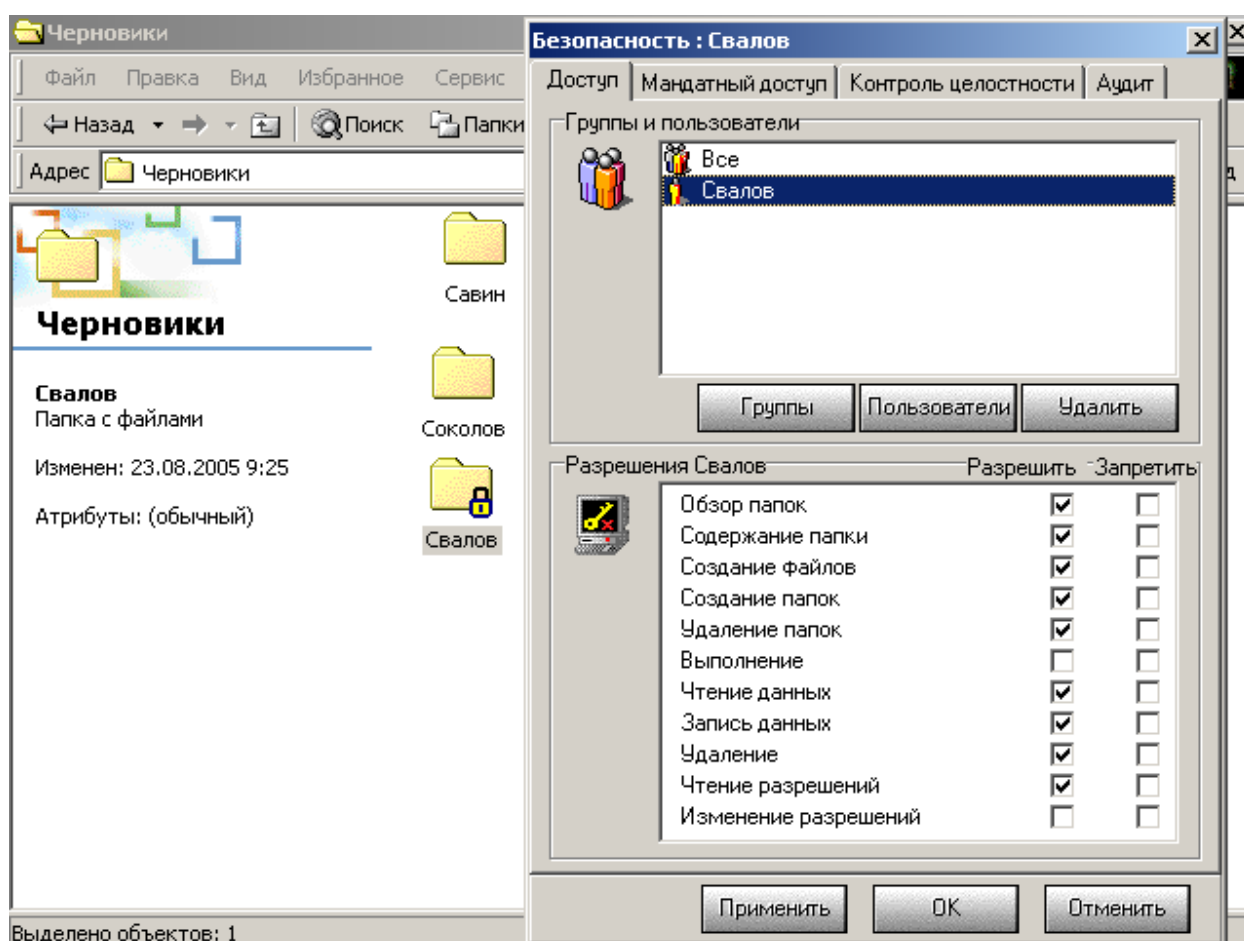 Черновики
Файл Правка Вид Избранное Сервис
Назад Поиск Папки
Адрес Черновики
Черновики
Свалов
Папка с файлами
Изменен: 23.08.2005 9:25
Атрибуты: (обычный)
Савин
Соколов
Свалов
Выделено объектов: 1
Безопасность : Свалов
Доступ Мандатный доступ Контроль целостности Аудит
Группы и пользователи
Все
Свалов
Группы Пользователи Удалить
Разрешения Свалов Разрешить Запретить
Обзор папок
Содержание папки
Создание файлов
Создание папок
Удаление папок
Выполнение
Чтение данных
Запись данных
Удаление
Чтение разрешений
Изменение разрешений
Применить OK Отменить